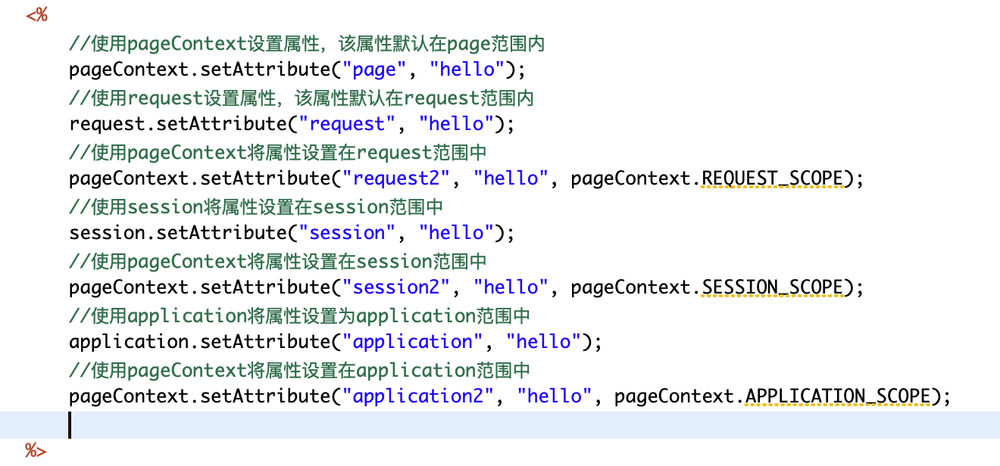 <%
//使用pageContext设置属性，该属性默认在page范围内
pageContext.setAttribute("page", "hello");
//使用request设置属性，该属性默认在request范围内
request.setAttribute("request", "hello");
//使用pageContext将属性设置在request范围中
pageContext.setAttribute("request2", "hello", pageContext.REQUEST_SCOPE);
//使用session将属性设置在session范围中
session.setAttribute("session", "hello");
//使用pageContext将属性设置在session范围中
pageContext.setAttribute("session2", "hello", pageContext.SESSION_SCOPE);
//使用application将属性设置为application范围中
application.setAttribute("application", "hello");
//使用pageContext将属性设置在application范围中
pageContext.setAttribute("application2", "hello", pageContext.APPLICATION_SCOPE);
%>